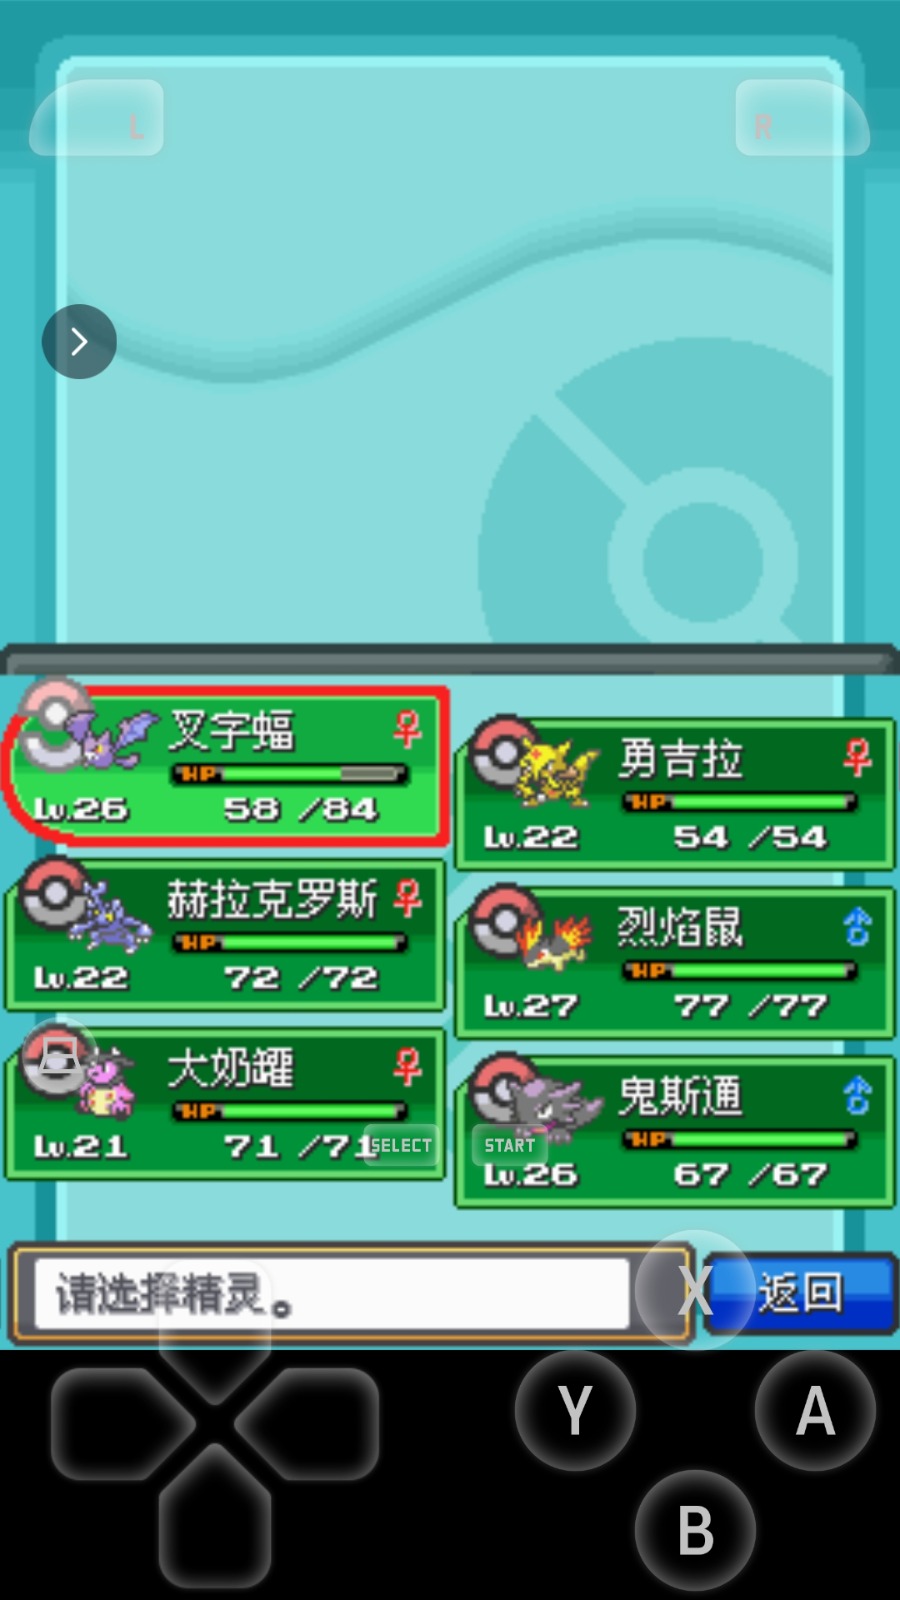 L
R
叉字蝠 ♀
HP
Lv.26 58 /84
勇吉拉 ♀
HP
Lv.22 54 /54
赫拉克罗斯 ♀
HP
Lv.22 72 /72
烈焰鼠 ♂
HP
Lv.27 77 /77
大奶罐 ♀
HP
Lv.21 71 /71
SELECT
START
鬼斯通 ♂
HP
Lv.26 67 /67
请选择精灵。
X
返回
Y
A
B